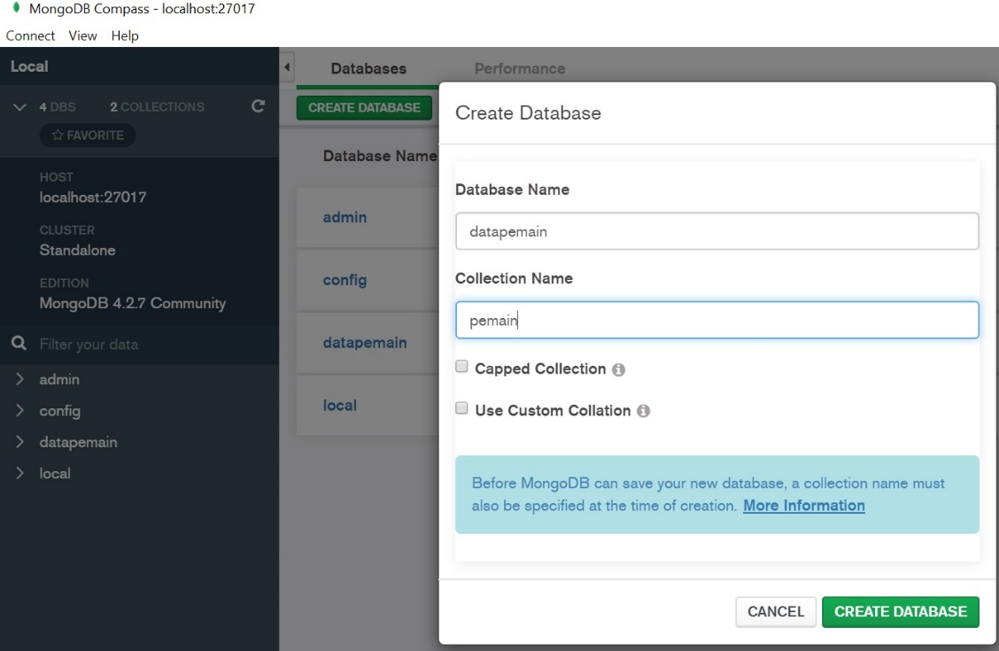 MongoDB Compass - localhost:27017
Connect View Help
Local
4 DBS 2 COLLECTIONS
FAVORITE
HOST
localhost:27017
CLUSTER
Standalone
EDITION
MongoDB 4.2.7 Community
Filter your data
admin
config
datapemain
local
Databases Performance
CREATE DATABASE
Database Name
admin
config
datapemain
local
Create Database
Database Name
datapemain
Collection Name
pemain
Capped Collection
Use Custom Collation
Before MongoDB can save your new database, a collection name must
also be specified at the time of creation. More Information
CANCEL CREATE DATABASE